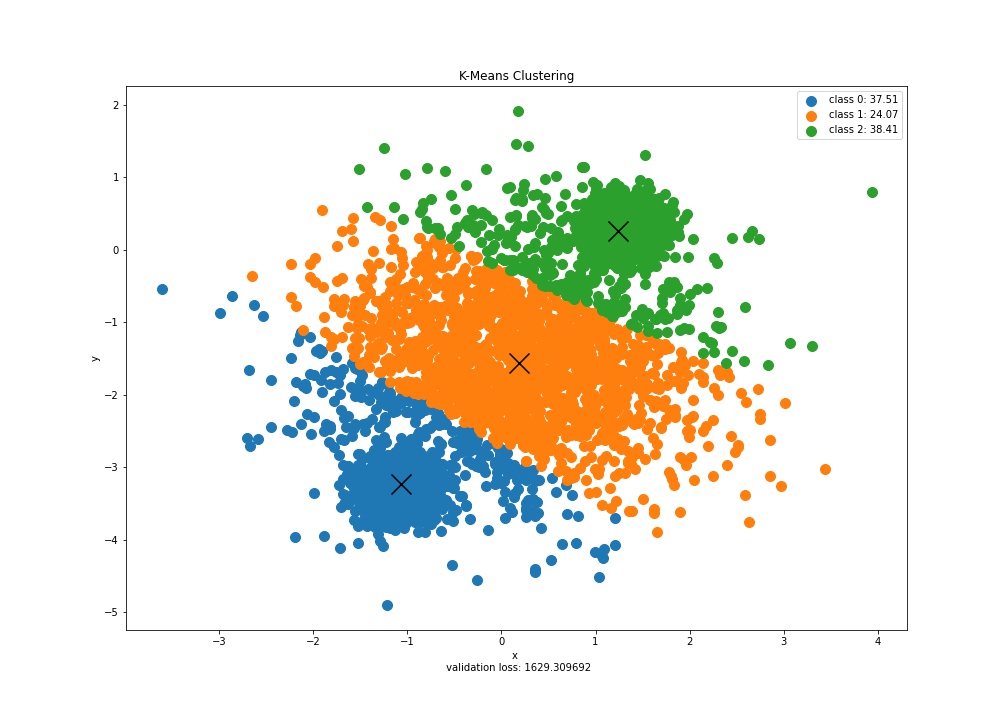 K-Means Clustering
class 0: 37.51
class 1: 24.07
class 2: 38.41
2
1
0
−1
−2
−3
−4
−5
y
−3 −2 −1 0 1 2 3 4
x
validation loss: 1629.309692